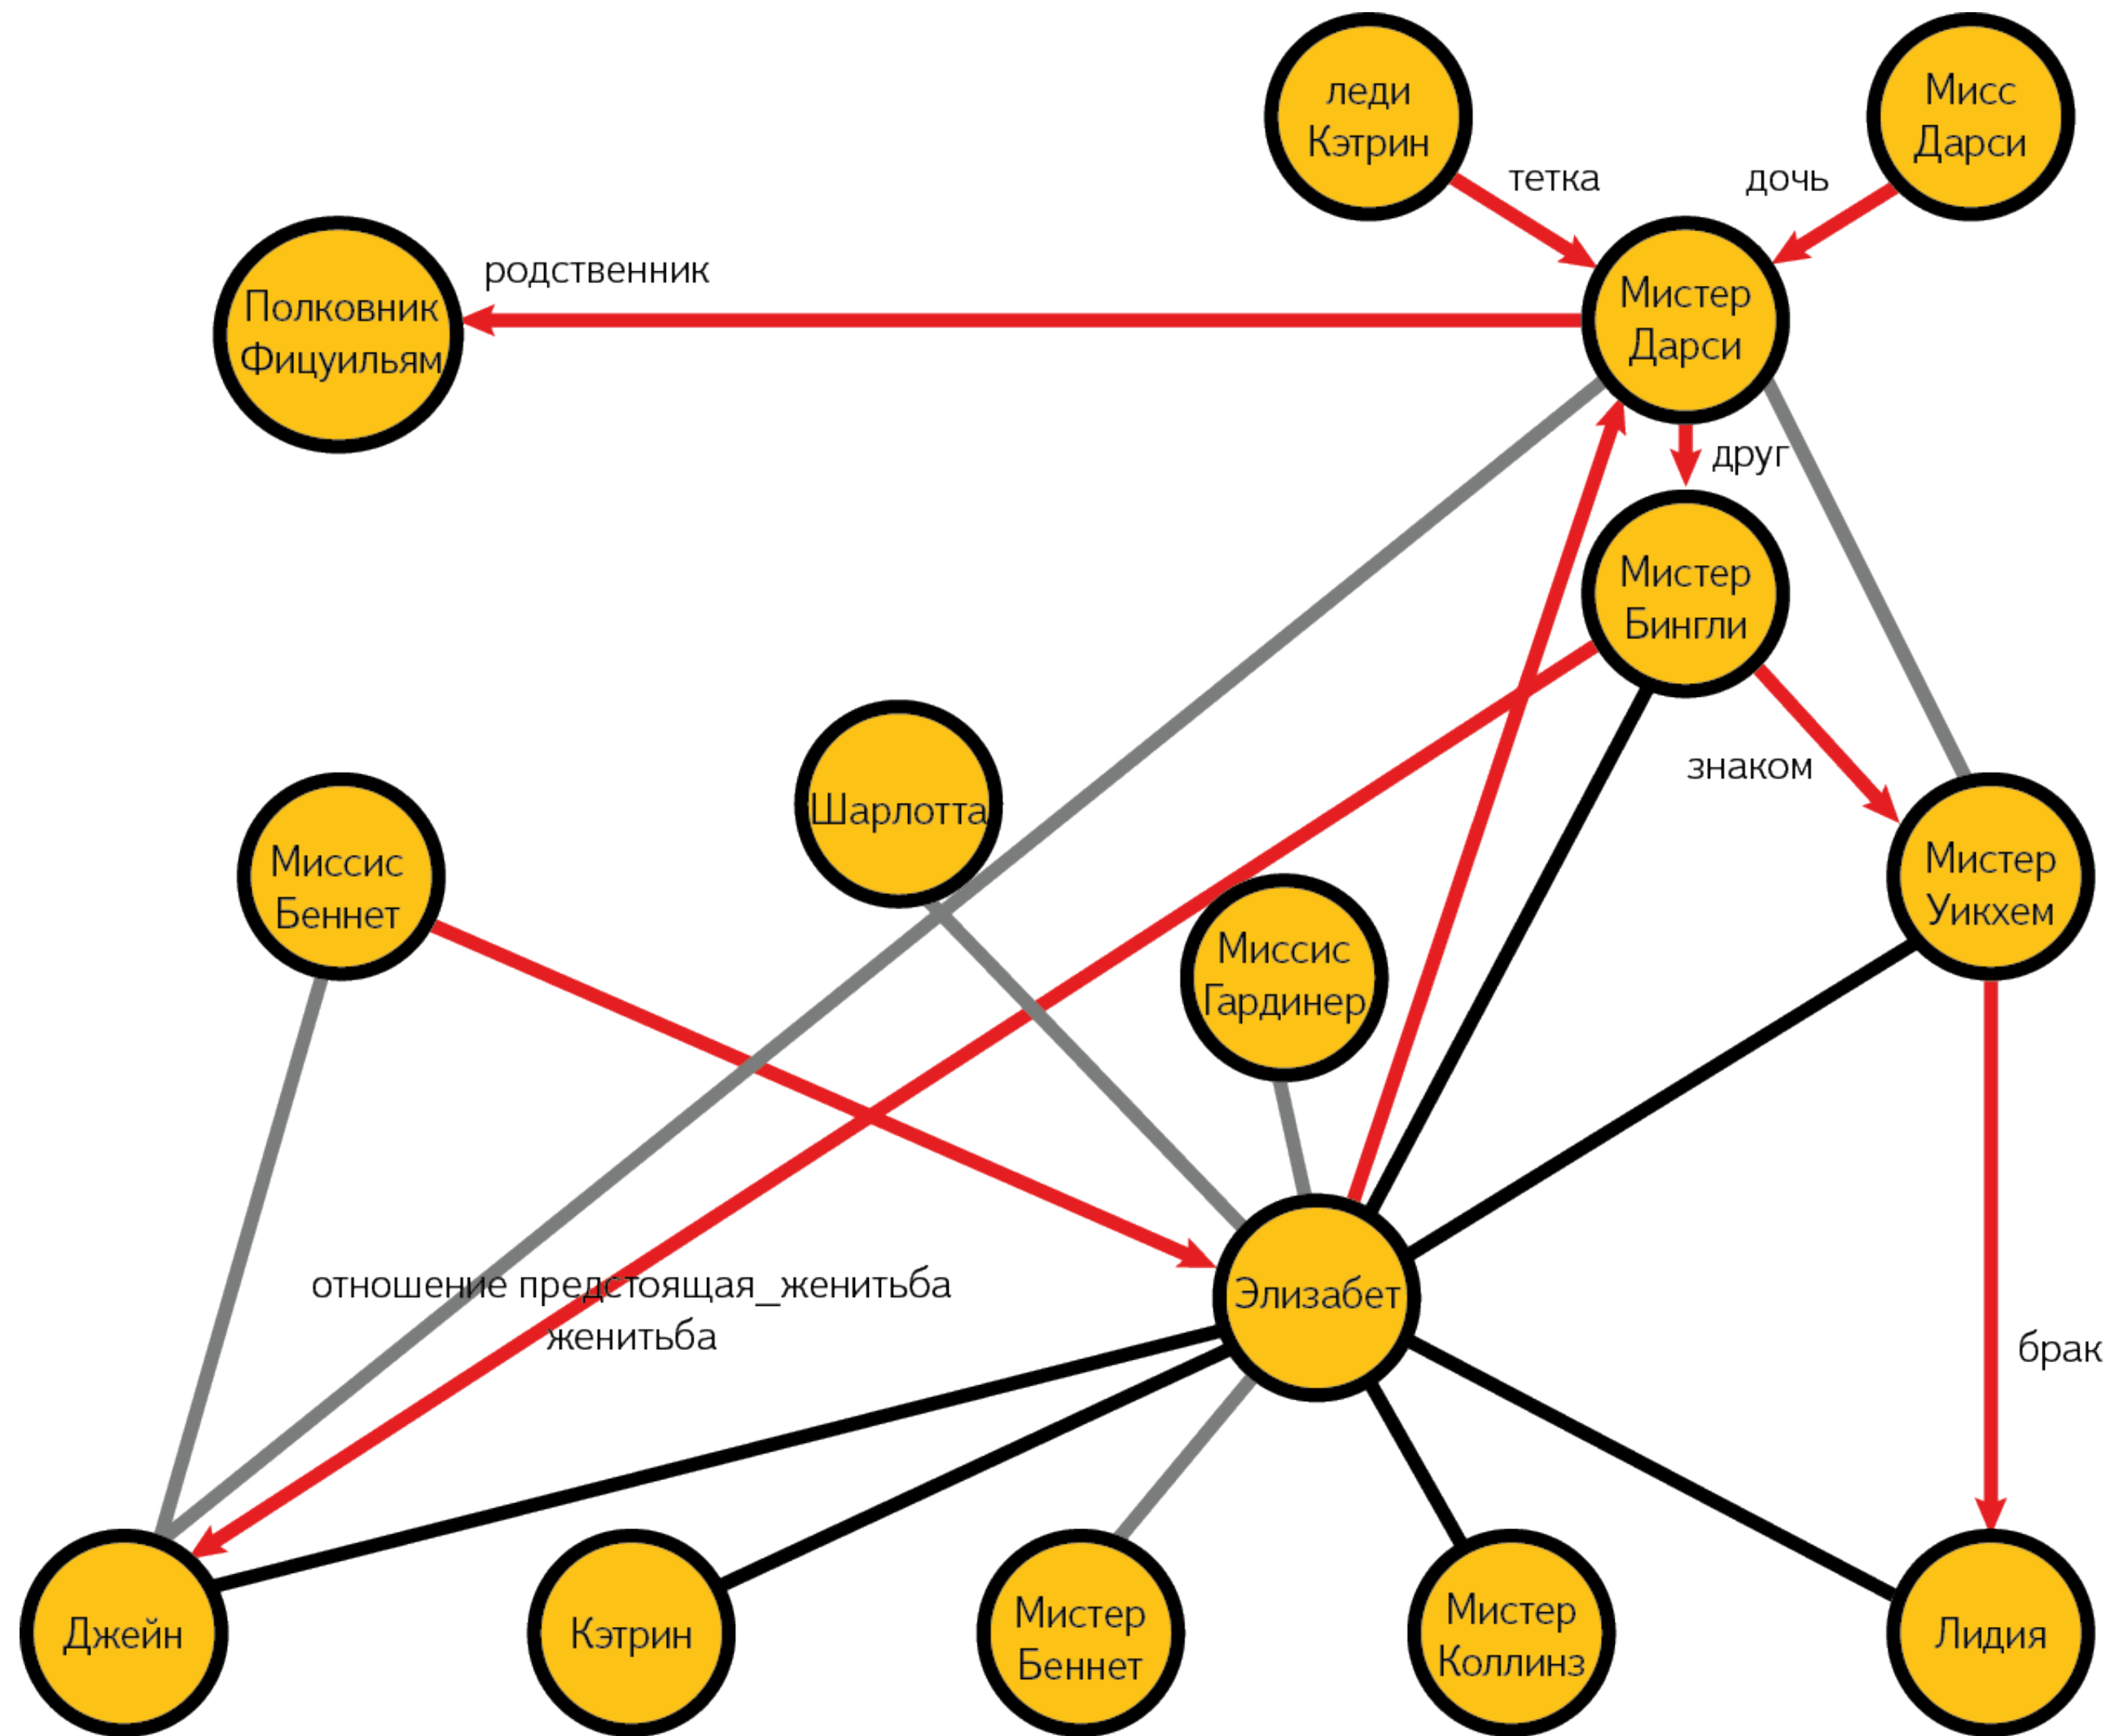 леди
Кэтрин
Мисс
Дарси
тетка
дочь
родственник
Полковник
Фицуильям
Мистер
Дарси
друг
Мистер
Бингли
знаком
Шарлотта
Миссис
Беннет
Миссис
Гардинер
Мистер
Уикхем
отношение предстоящая_женитьба
женитьба
Элизабет
брак
Джейн
Кэтрин
Мистер
Беннет
Мистер
Коллинз
Лидия